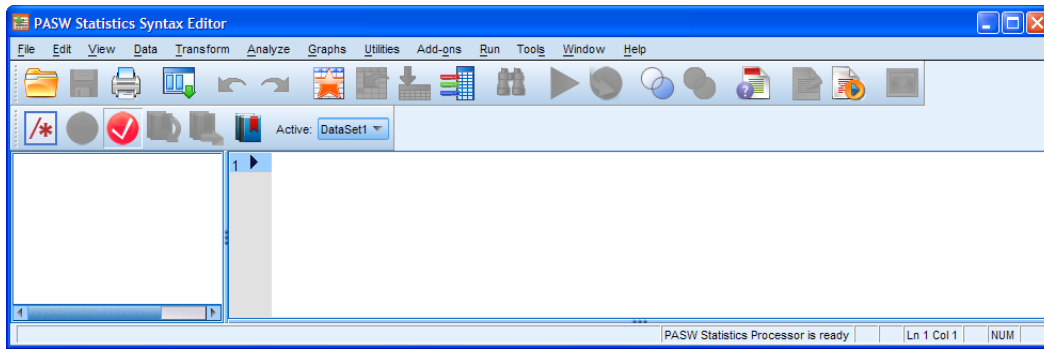 PASW Statistics Syntax Editor
File Edit View Data Transform Analyze Graphs Utilities Add-ons Run Tools Window Help
/* Active: DataSet1
1
PASW Statistics Processor is ready Ln 1 Col 1 NUM